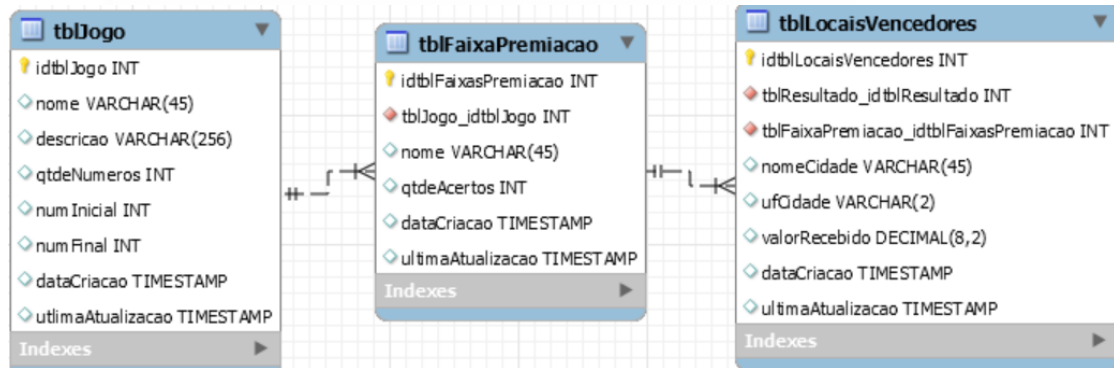 tblJogo
idtblJogo INT
nome VARCHAR(45)
descricao VARCHAR(256)
qtdeNumeros INT
numInicial INT
numFinal INT
dataCriacao TIMESTAMP
utlimaAtualizacao TIMESTAMP
Indexes
tblFaixaPremiacao
idtblFaixasPremiacao INT
tblJogo_idtblJogo INT
nome VARCHAR(45)
qtdeAcertos INT
dataCriacao TIMESTAMP
ultimaAtualizacao TIMESTAMP
Indexes
tblLocaisVencedores
idtblLocaisVencedores INT
tblResultado_idtblResultado INT
tblFaixaPremiacao_idtblFaixasPremiacao INT
nomeCidade VARCHAR(45)
ufCidade VARCHAR(2)
valorRecebido DECIMAL(8,2)
dataCriacao TIMESTAMP
ultimaAtualizacao TIMESTAMP
Indexes